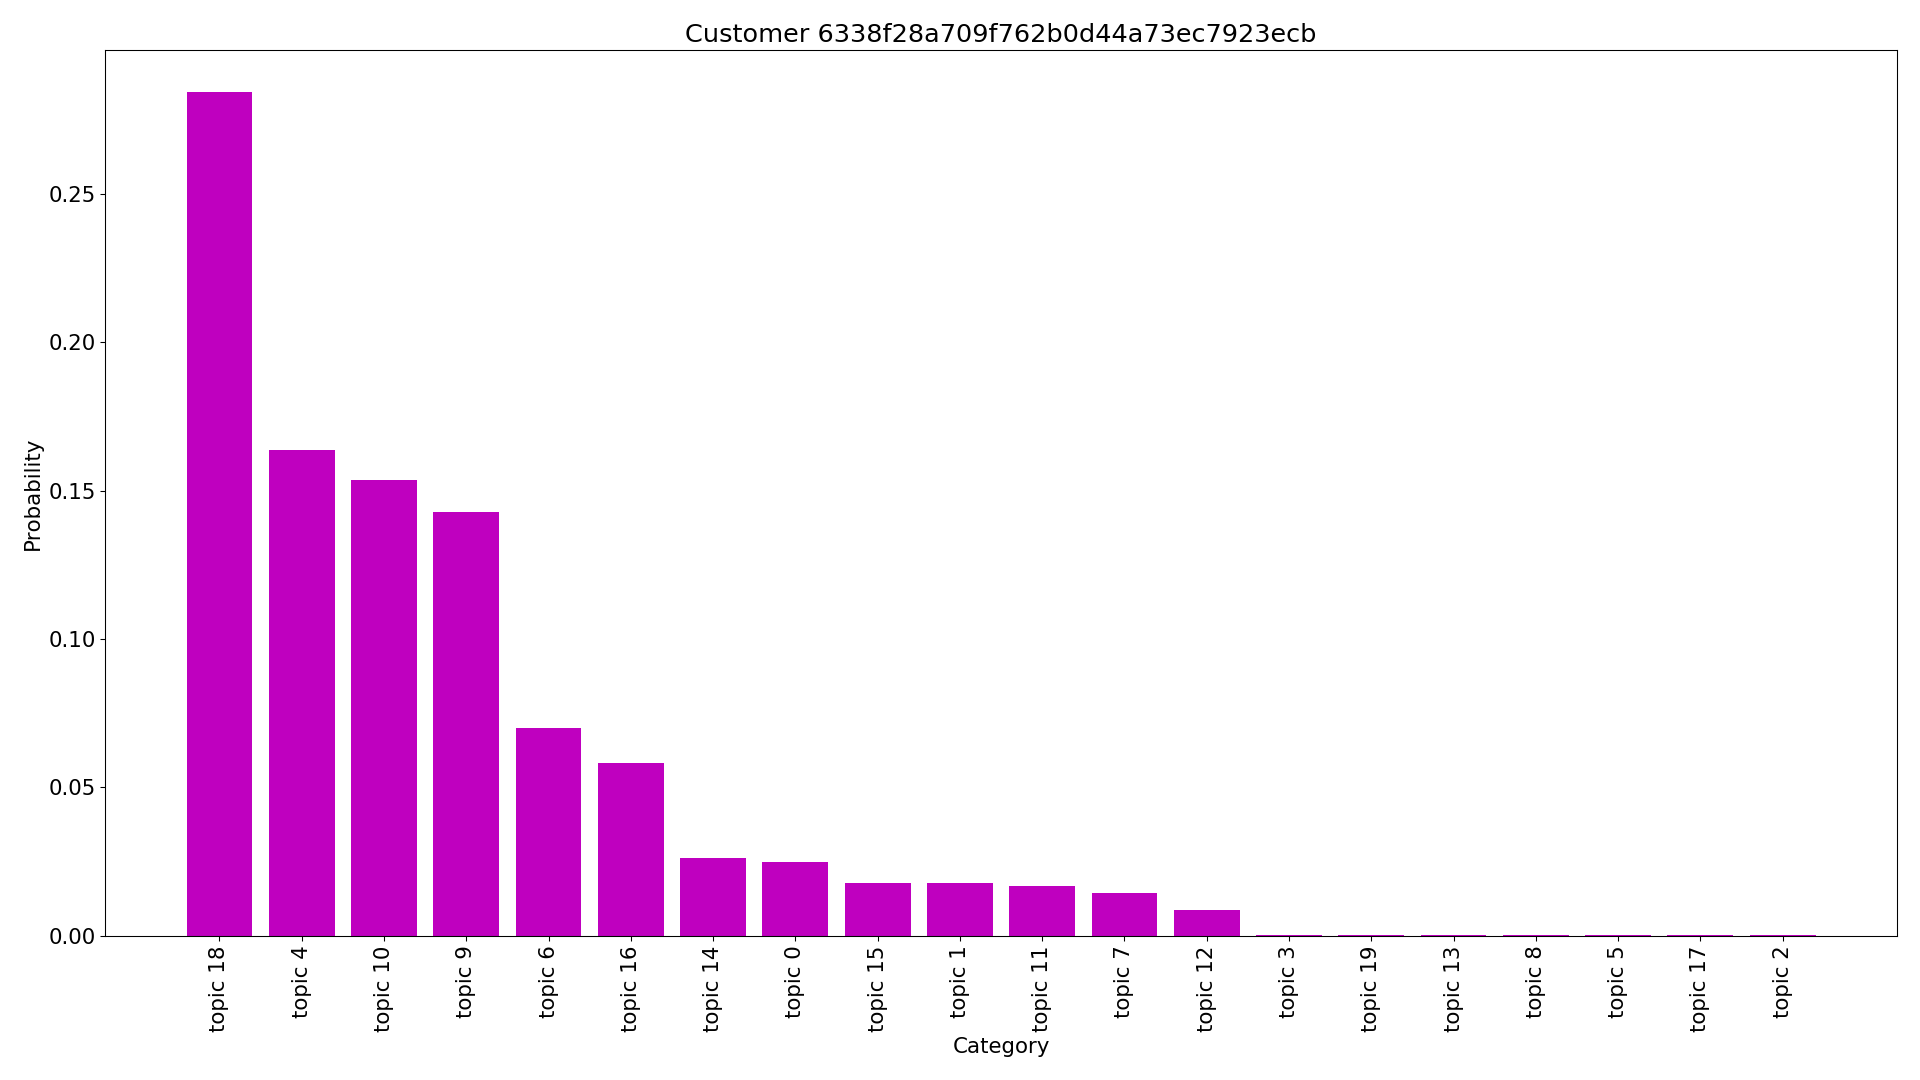 Customer 6338f28a709f762b0d44a73ec7923ecb
Probability
0.25
0.20
0.15
0.10
0.05
0.00
topic 18
topic 4
topic 10
topic 9
topic 6
topic 16
topic 14
topic 0
topic 15
topic 1
topic 11
topic 7
topic 12
topic 3
topic 19
topic 13
topic 8
topic 5
topic 17
topic 2
Category